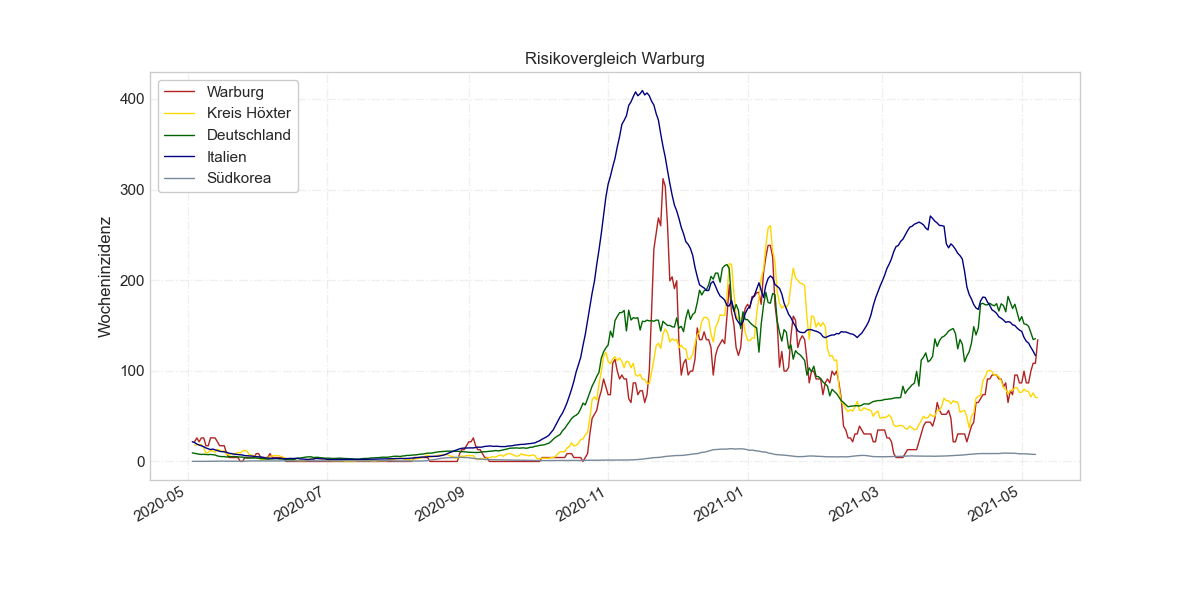 Risikovergleich Warburg
Warburg
Kreis Höxter
Deutschland
Italien
Südkorea
Wocheninzidenz
400
300
200
100
0
2020-05
2020-07
2020-09
2020-11
2021-01
2021-03
2021-05